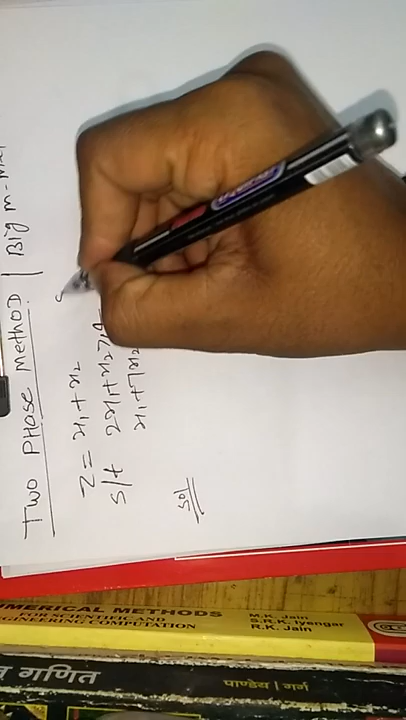 TWO PHASE METHOD | Big m-
Z = x₁+x₂
s/t 2x₁+x₂≥4
x₁+7x₂
Sol
NUMERICAL METHODS
FOR SCIENTIFIC AND
ENGINEERING COMPUTATION
M.K. Jain
S.R.K. Iyengar
R.K. Jain
गणित
पाण्डेय | गर्ग